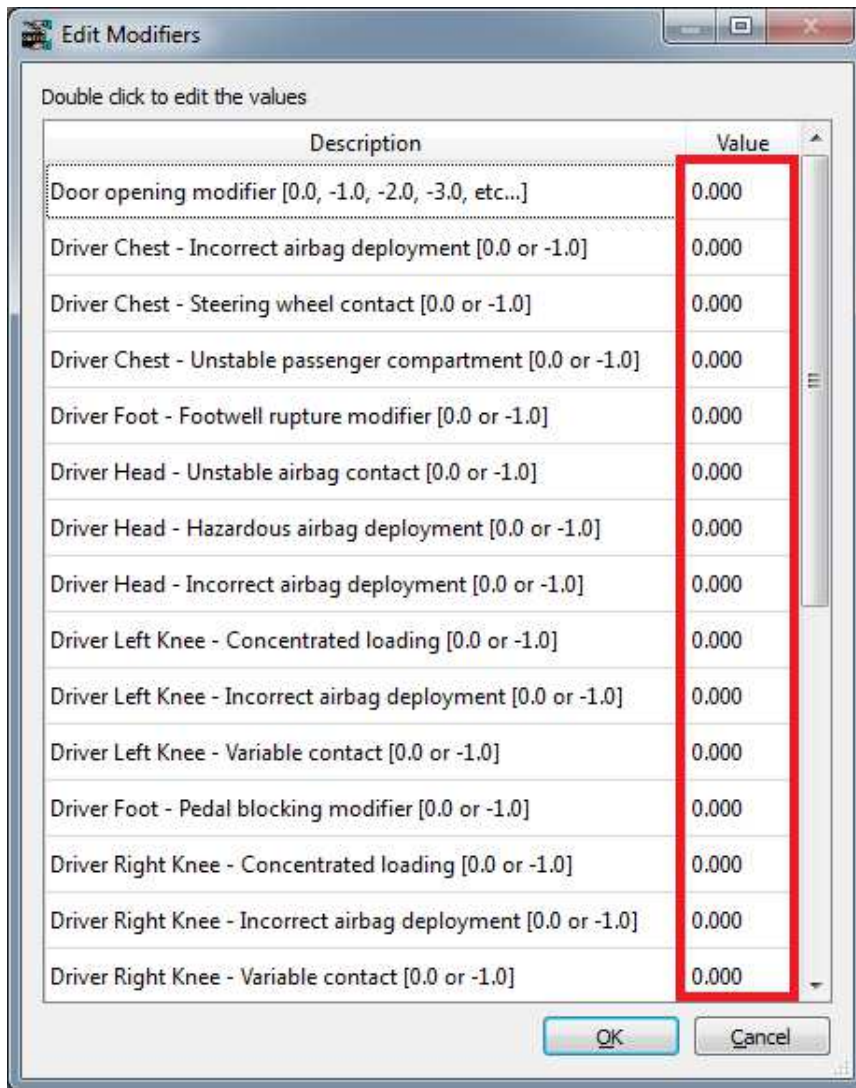 Edit Modifiers
Double click to edit the values
Description Value
Door opening modifier [0.0, -1.0, -2.0, -3.0, etc...] 0.000
Driver Chest - Incorrect airbag deployment [0.0 or -1.0] 0.000
Driver Chest - Steering wheel contact [0.0 or -1.0] 0.000
Driver Chest - Unstable passenger compartment [0.0 or -1.0] 0.000
Driver Foot - Footwell rupture modifier [0.0 or -1.0] 0.000
Driver Head - Unstable airbag contact [0.0 or -1.0] 0.000
Driver Head - Hazardous airbag deployment [0.0 or -1.0] 0.000
Driver Head - Incorrect airbag deployment [0.0 or -1.0] 0.000
Driver Left Knee - Concentrated loading [0.0 or -1.0] 0.000
Driver Left Knee - Incorrect airbag deployment [0.0 or -1.0] 0.000
Driver Left Knee - Variable contact [0.0 or -1.0] 0.000
Driver Foot - Pedal blocking modifier [0.0 or -1.0] 0.000
Driver Right Knee - Concentrated loading [0.0 or -1.0] 0.000
Driver Right Knee - Incorrect airbag deployment [0.0 or -1.0] 0.000
Driver Right Knee - Variable contact [0.0 or -1.0] 0.000
OK Cancel